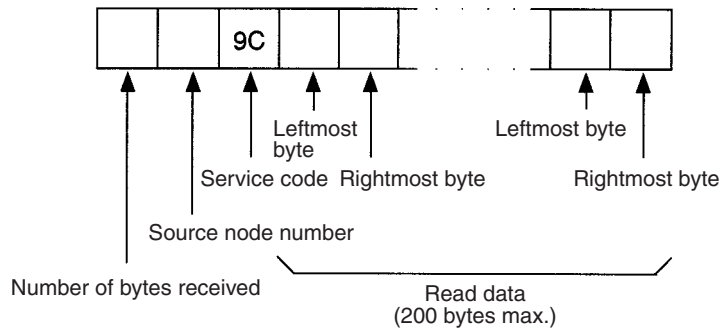 9C
Leftmost
byte
Leftmost byte
Service code
Rightmost byte
Rightmost byte
Source node number
Number of bytes received
Read data
(200 bytes max.)